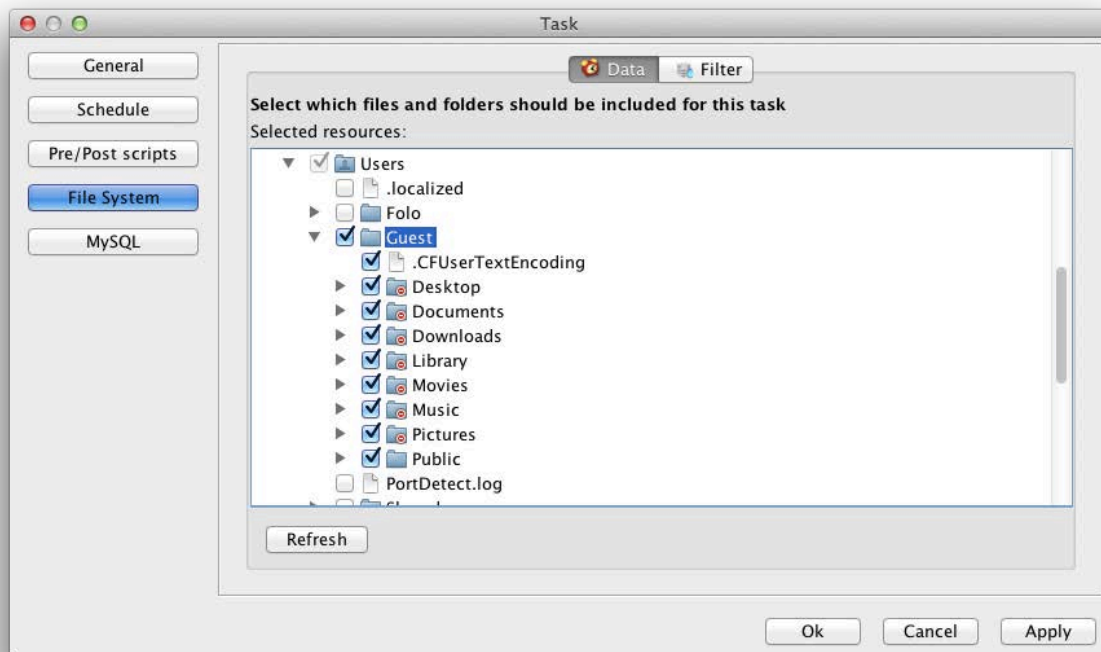 Task
General
Schedule
Pre/Post scripts
File System
MySQL
Data
Filter
Select which files and folders should be included for this task
Selected resources:
Users
.localized
Folo
Guest
.CFUserTextEncoding
Desktop
Documents
Downloads
Library
Movies
Music
Pictures
Public
PortDetect.log
Refresh
Ok
Cancel
Apply